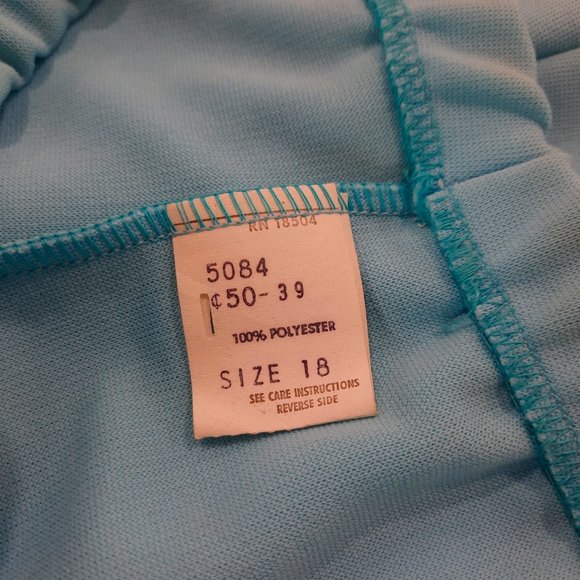 RN 18504
5084
¢50-39
100% POLYESTER
SIZE 18
SEE CARE INSTRUCTIONS
REVERSE SIDE